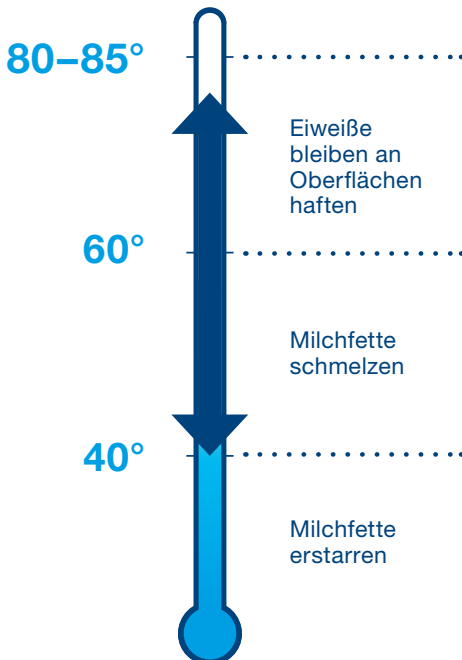 80–85°
Eiweiße
bleiben an
Oberflächen
haften
60°
Milchfette
schmelzen
40°
Milchfette
erstarren